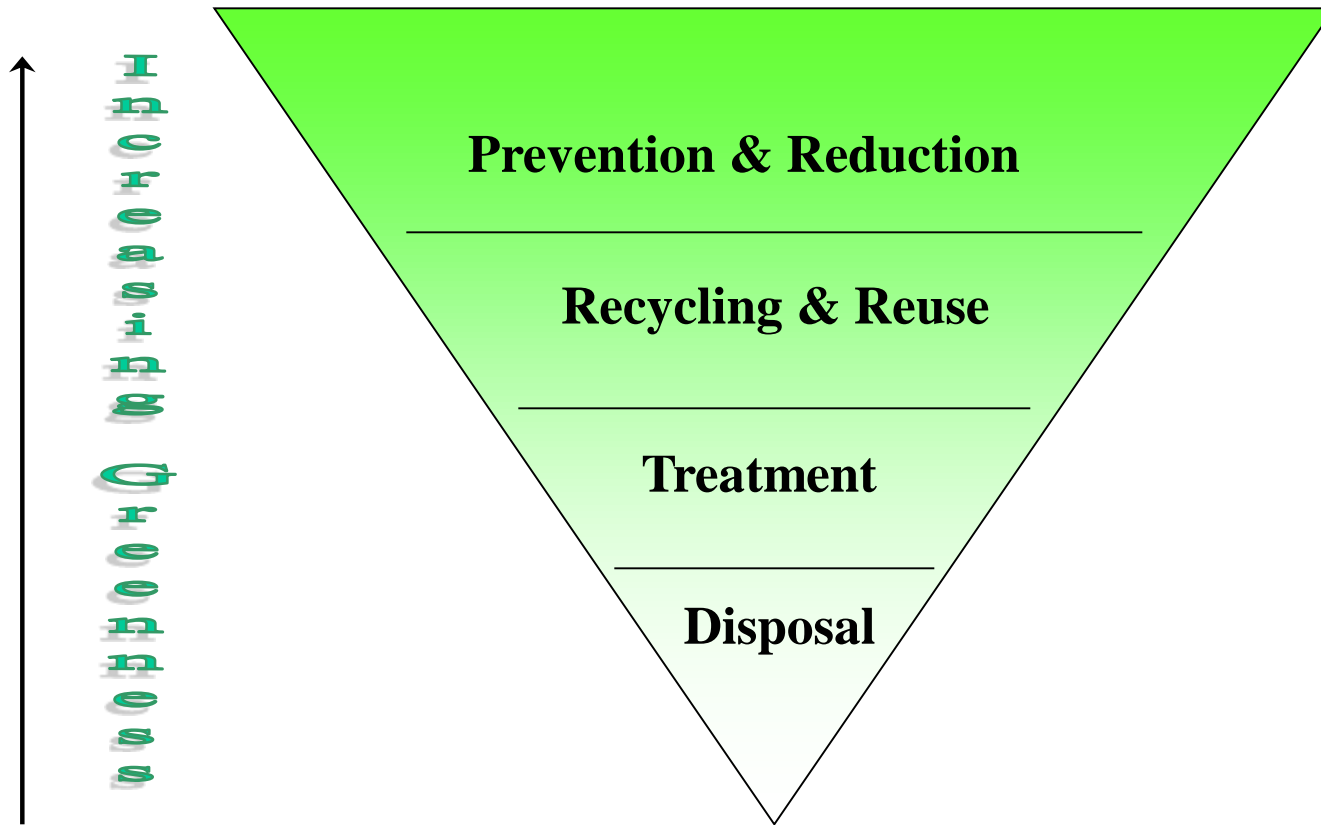 Increasing Greenness
Prevention & Reduction
Recycling & Reuse
Treatment
Disposal